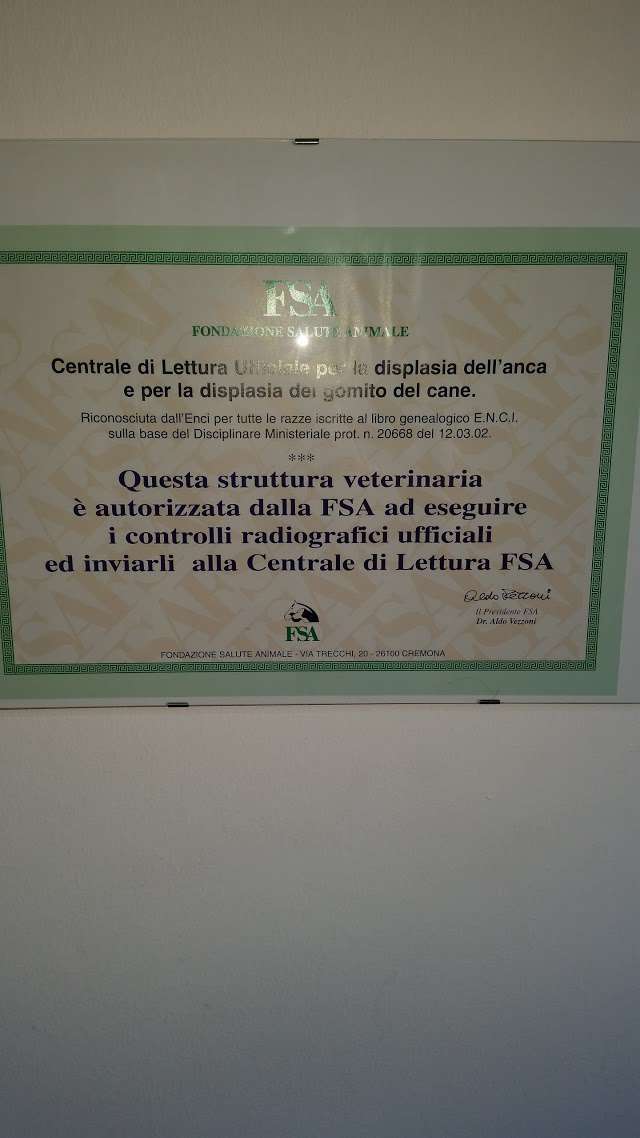 FSA
FONDAZIONE SALUTE ANIMALE
Centrale di Lettura Ufficiale per la displasia dell'anca
e per la displasia del gomito del cane.
Riconosciuta dall'Enci per tutte le razze iscritte al libro genealogico E.N.C.I.
sulla base del Disciplinare Ministeriale prot. n. 20668 del 12.03.02.
***
Questa struttura veterinaria
è autorizzata dalla FSA ad eseguire
i controlli radiografici ufficiali
ed inviarli alla Centrale di Lettura FSA
Aldo Vezzoni
Il Presidente FSA
Dr. Aldo Vezzoni
FSA
FONDAZIONE SALUTE ANIMALE - VIA TRECCHI, 20 - 26100 CREMONA